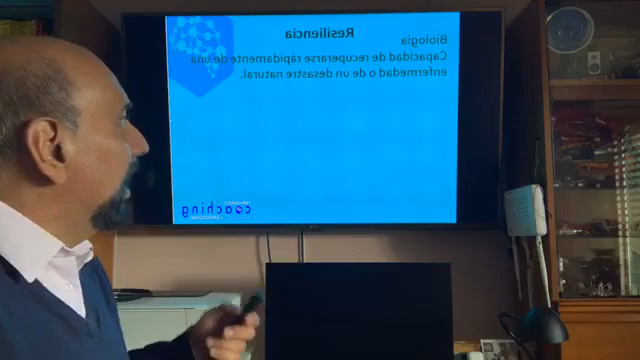 Resiliencia
Biología
Capacidad de recuperarse rápidamente de una
enfermedad o de un desastre natural.
coaching